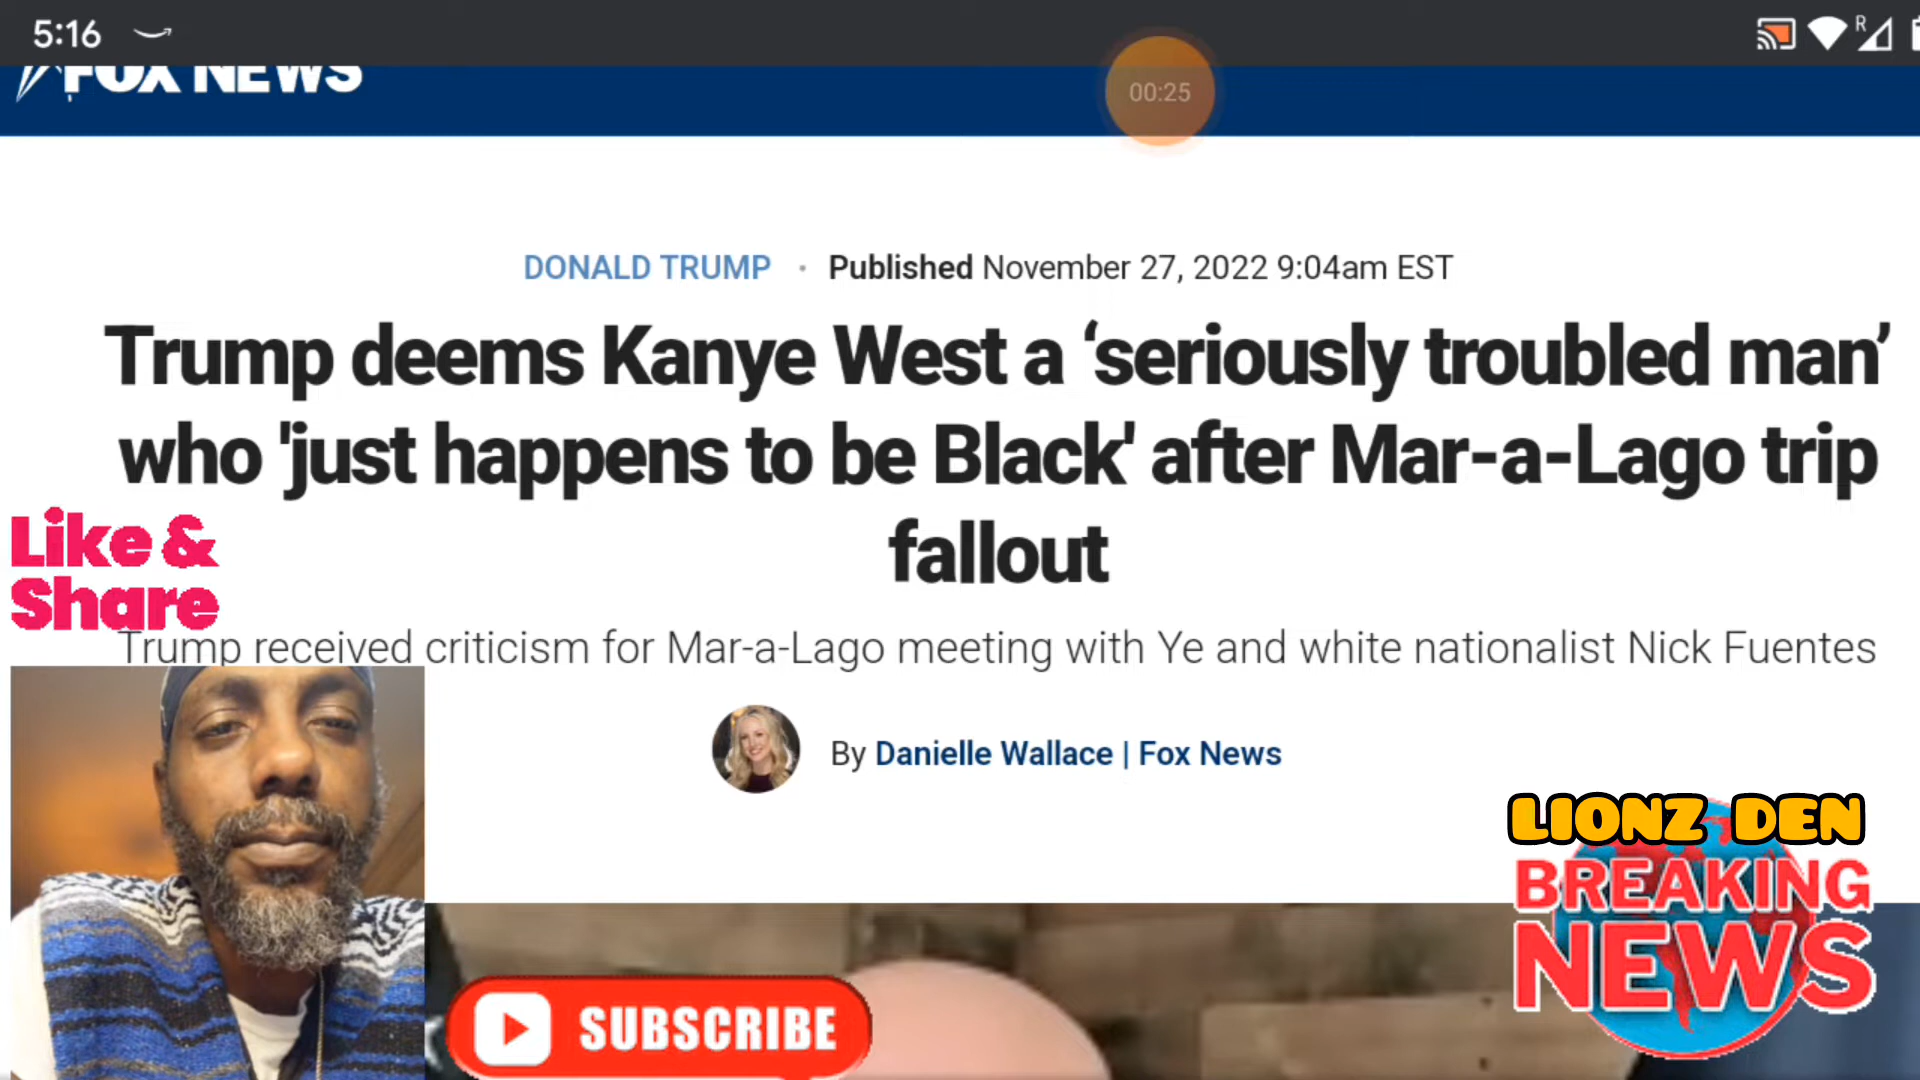 5:16
R
FOX NEWS
00:25
DONALD TRUMP · Published November 27, 2022 9:04am EST
Trump deems Kanye West a ‘seriously troubled man’
who 'just happens to be Black' after Mar-a-Lago trip
fallout
Like &
Share
Trump received criticism for Mar-a-Lago meeting with Ye and white nationalist Nick Fuentes
By Danielle Wallace | Fox News
LIONZ DEN
BREAKING
NEWS
SUBSCRIBE